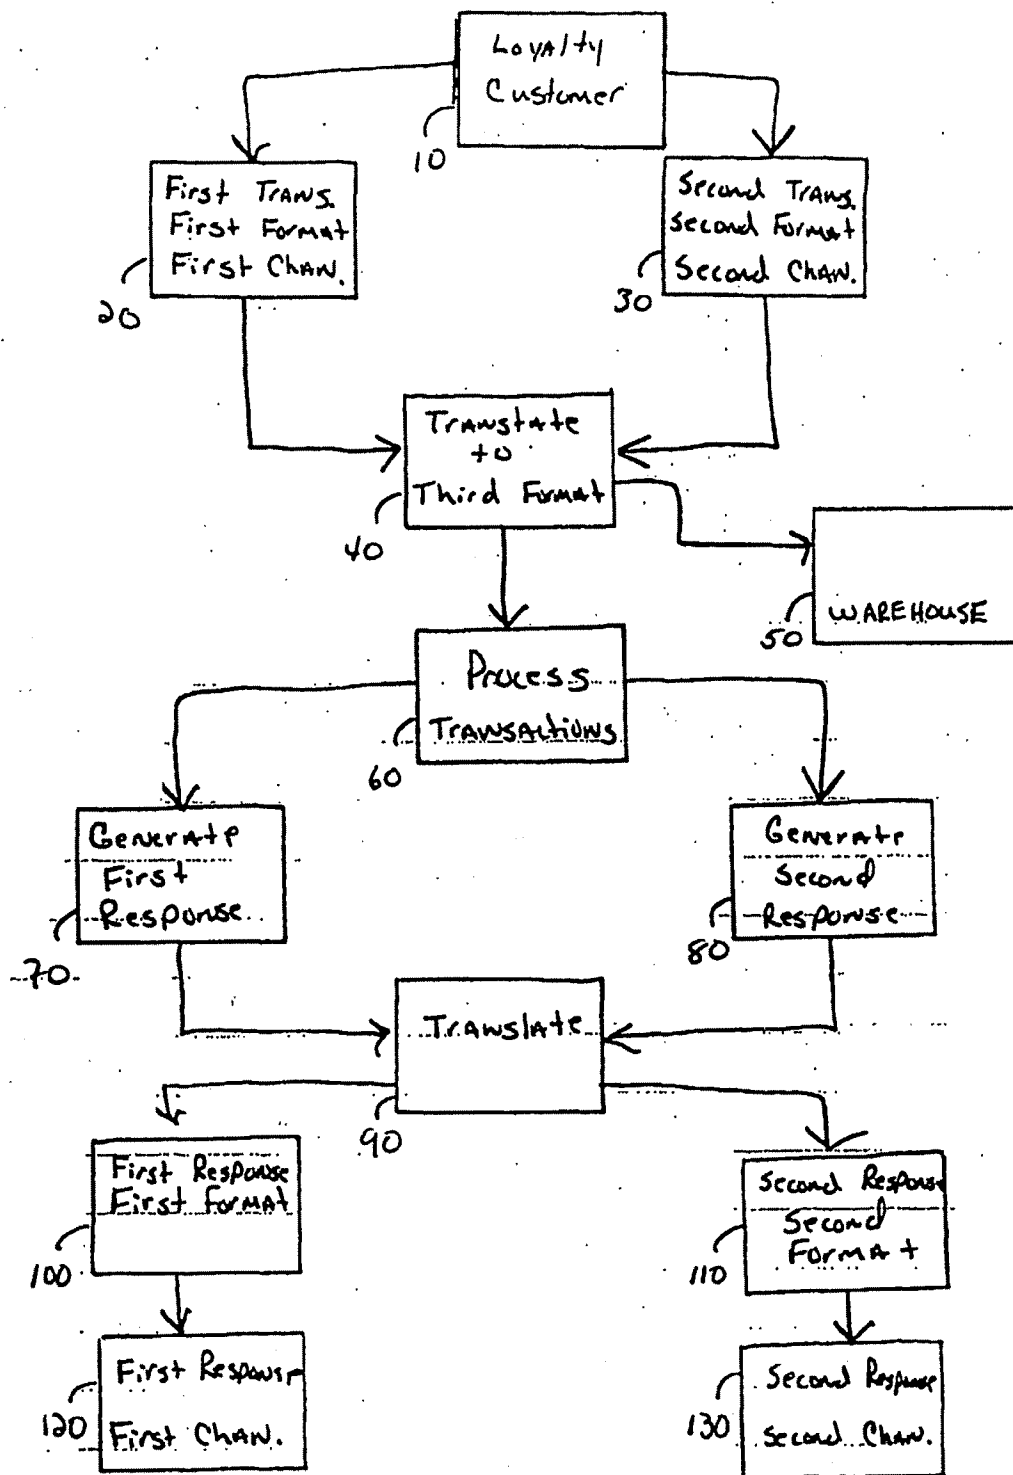 Loyalty
Customer
10
First Trans.
First Format
First Chan.
20
Second Trans.
Second Format
Second Chan.
30
Translate
to
Third Format
40
WAREHOUSE
50
Process
Transactions
60
Generate
First
Response
70
Generate
Second
Response
80
Translate
90
First Response
First Format
100
Second Response
Second
Format
110
First Response
First Chan.
120
Second Response
Second Chan.
130